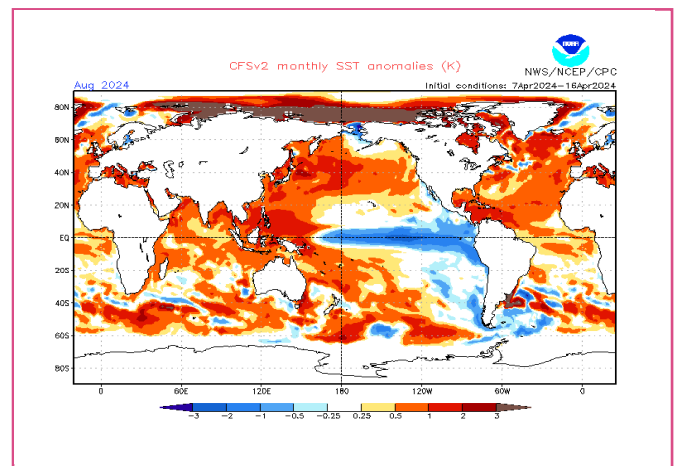 NOAA
CFSv2 monthly SST anomalies (K)
NWS/NCEP/CPC
Aug 2024
Initial conditions: 7Apr2024-16Apr2024
80N
60N
40N
20N
EQ
20S
40S
60S
80S
0 60E 120E 180 120W 60W 0
-3 -2 -1 -0.5 -0.25 0.25 0.5 1 2 3